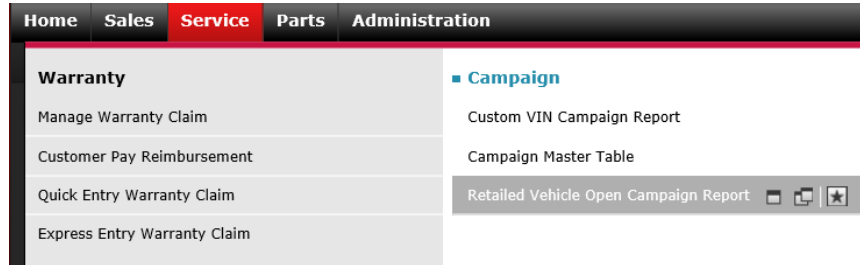 Home Sales Service Parts Administration
Warranty
Manage Warranty Claim
Customer Pay Reimbursement
Quick Entry Warranty Claim
Express Entry Warranty Claim
Campaign
Custom VIN Campaign Report
Campaign Master Table
Retailed Vehicle Open Campaign Report